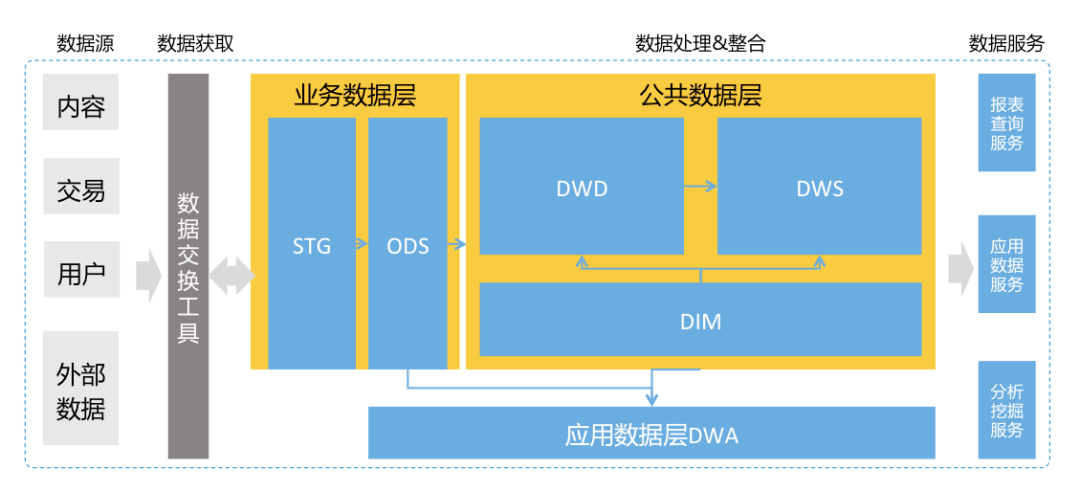 数据源
数据获取
数据处理&整合
数据服务
内容
交易
用户
外部
数据
数
据
交
换
工
具
业务数据层
STG
ODS
公共数据层
DWD
DWS
DIM
应用数据层DWA
报表
查询
服务
应用
数据
服务
分析
挖掘
服务